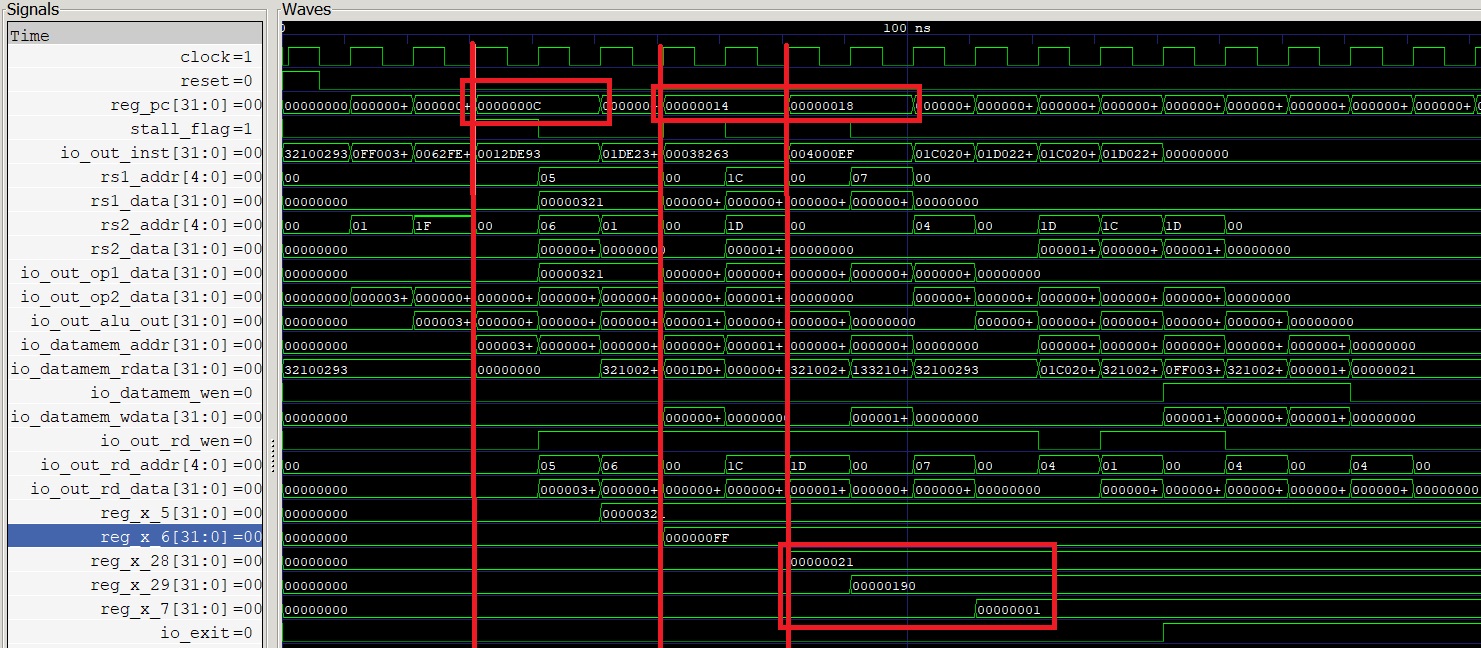 Signals Waves
Time 0 100 ns
clock=1
reset=0
reg_pc[31:0]=00 00000000 000000+ 000000+ 0000000C 000000+ 00000014 00000018 000000+ 000000+ 000000+ 000000+ 000000+ 000000+ 000000+ 000000+ 000000+
stall_flag=1
io_out_inst[31:0]=00 32100293 0FF003+ 0062FE+ 0012DE93 01DE23+ 00038263 004000EF 01C020+ 01D022+ 01C020+ 01D022+ 00000000
rs1_addr[4:0]=00 00 05 00 1C 00 07 00
rs1_data[31:0]=00 00000000 00000321 000000+ 000000+ 000000+ 000000+ 00000000
rs2_addr[4:0]=00 00 01 1F 00 06 01 00 1D 00 04 00 1D 1C 1D 00
rs2_data[31:0]=00 00000000 000000+ 00000000 000001+ 00000000 000001+ 000000+ 000001+ 00000000
io_out_op1_data[31:0]=00 00000000 00000321 000000+ 000000+ 000000+ 000000+ 000000+ 00000000
io_out_op2_data[31:0]=00 00000000 000003+ 000000+ 000000+ 000000+ 000000+ 000000+ 000001+ 00000000 000000+ 000000+ 000000+ 000000+ 000000+ 00000000
io_out_alu_out[31:0]=00 00000000 000003+ 000000+ 000000+ 000000+ 000001+ 000000+ 000000+ 00000000 000000+ 000000+ 000000+ 000000+ 000000+ 00000000
io_datamem_addr[31:0]=00 00000000 000003+ 000000+ 000000+ 000000+ 000001+ 000000+ 000000+ 00000000 000000+ 000000+ 000000+ 000000+ 000000+ 00000000
io_datamem_rdata[31:0]=00 32100293 00000000 321002+ 0001D0+ 000000+ 321002+ 133210+ 32100293 01C020+ 321002+ 0FF003+ 321002+ 000001+ 00000021
io_datamem_wen=0
io_datamem_wdata[31:0]=00 00000000 000000+ 00000000 000001+ 00000000 000001+ 000000+ 000001+ 00000000
io_out_rd_wen=0
io_out_rd_addr[4:0]=00 00 05 06 00 1C 1D 00 07 00 04 01 00 04 00 04 00
io_out_rd_data[31:0]=00 00000000 000003+ 000000+ 000000+ 000000+ 000001+ 000000+ 000000+ 00000000 000000+ 000000+ 000000+ 000000+ 000000+ 00000000
reg_x_5[31:0]=00 00000000 00000321
reg_x_6[31:0]=00 00000000 000000FF
reg_x_28[31:0]=00 00000000 00000021
reg_x_29[31:0]=00 00000000 00000190
reg_x_7[31:0]=00 00000000 00000001
io_exit=0